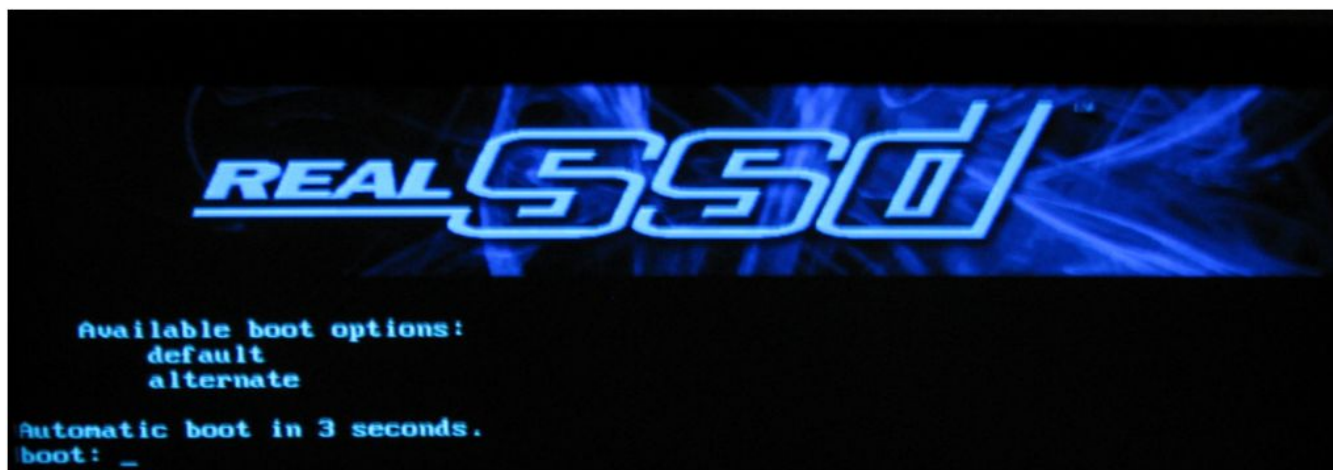 REAL SSD
Available boot options:
default
alternate
Automatic boot in 3 seconds.
boot: _